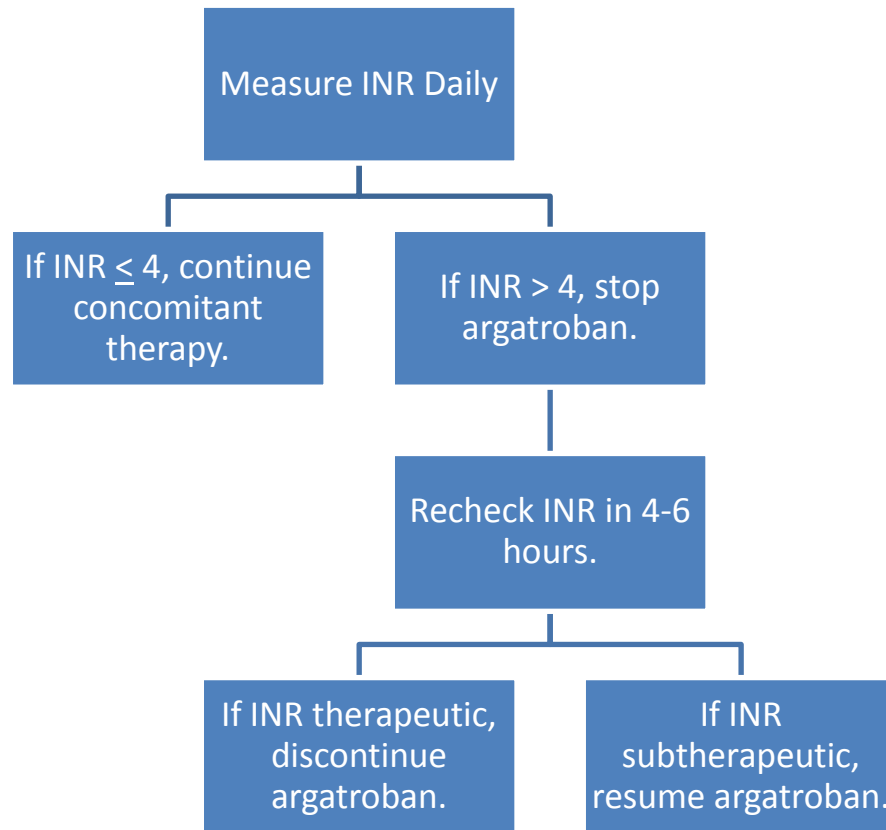 Measure INR Daily
If INR ≤ 4, continue
concomitant
therapy.
If INR > 4, stop
argatroban.
Recheck INR in 4-6
hours.
If INR therapeutic,
discontinue
argatroban.
If INR
subtherapeutic,
resume argatroban.